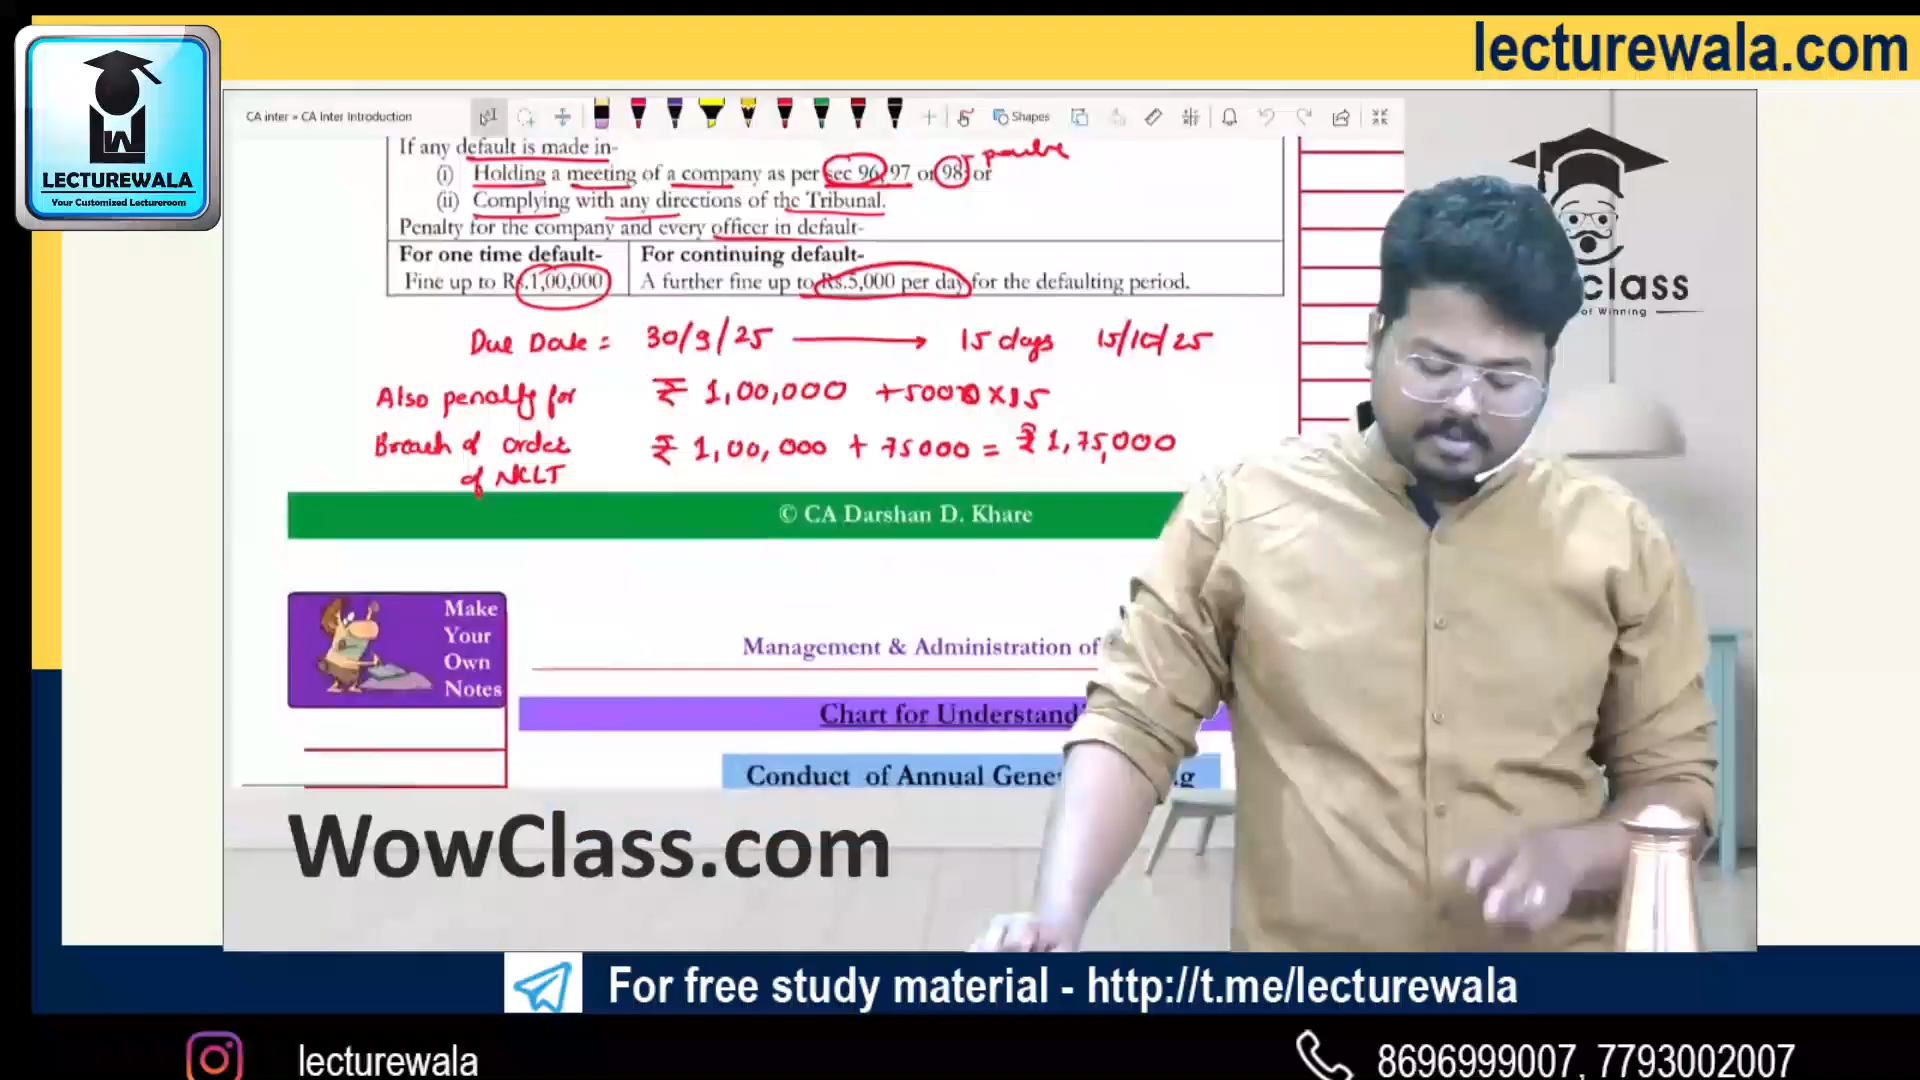 lecturewala.com
LW
LECTUREWALA
Your Customized Lectureroom
CA inter » CA Inter Introduction
Shapes
If any default is made in-
(i) Holding a meeting of a company as per sec 96, 97 or 98; or
(ii) Complying with any directions of the Tribunal.
Penalty for the company and every officer in default-
For one time default-
Fine up to Rs.1,00,000
For continuing default-
A further fine up to Rs.5,000 per day for the defaulting period.
Due Date = 30/9/25 → 15 days 15/10/25
Also penalty for
Breach of order
of NCLT
₹ 1,00,000 + 5000 × 15
₹ 1,00,000 + 75000 = ₹ 1,75,000
© CA Darshan D. Khare
Make
Your
Own
Notes
Management & Administration of
Chart for Understandi
Conduct of Annual Gene
g
class
of Winning
WowClass.com
For free study material - http://t.me/lecturewala
lecturewala
8696999007, 7793002007